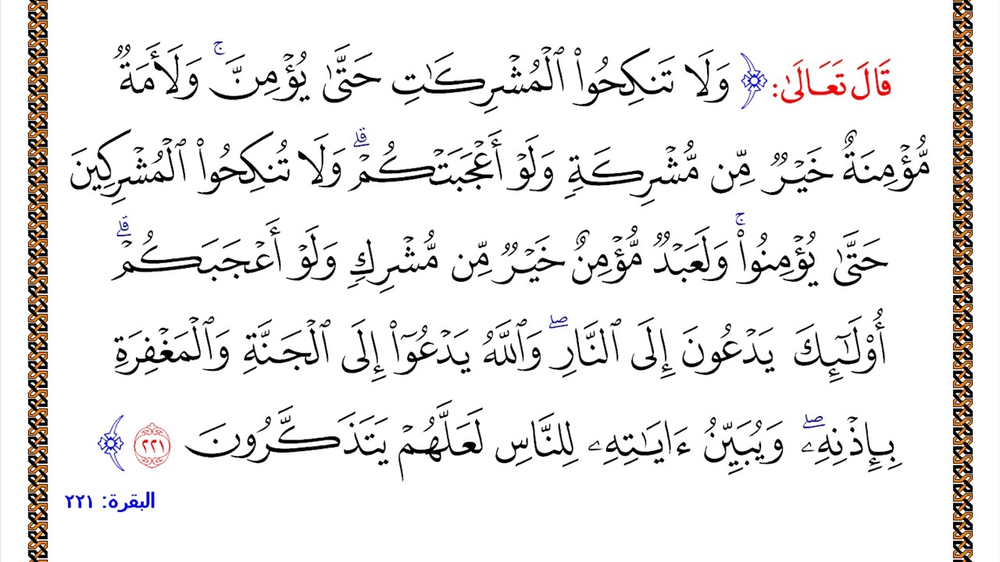 قَالَ تَعَالَىٰ: ﴿ وَلَا تَنكِحُوا۟ ٱلْمُشْرِكَـٰتِ حَتَّىٰ يُؤْمِنَّ ۚ وَلَأَمَةٌ
مُّؤْمِنَةٌ خَيْرٌ مِّن مُّشْرِكَةٍ وَلَوْ أَعْجَبَتْكُمْ ۗ وَلَا تُنكِحُوا۟ ٱلْمُشْرِكِينَ
حَتَّىٰ يُؤْمِنُوا۟ ۚ وَلَعَبْدٌ مُّؤْمِنٌ خَيْرٌ مِّن مُّشْرِكٍ وَلَوْ أَعْجَبَكُمْ ۗ
أُو۟لَـٰٓئِكَ يَدْعُونَ إِلَى ٱلنَّارِ ۖ وَٱللَّهُ يَدْعُوٓا۟ إِلَى ٱلْجَنَّةِ وَٱلْمَغْفِرَةِ
بِإِذْنِهِۦ ۖ وَيُبَيِّنُ ءَايَـٰتِهِۦ لِلنَّاسِ لَعَلَّهُمْ يَتَذَكَّرُونَ ٢٢١ ﴾
البقرة: ٢٢١